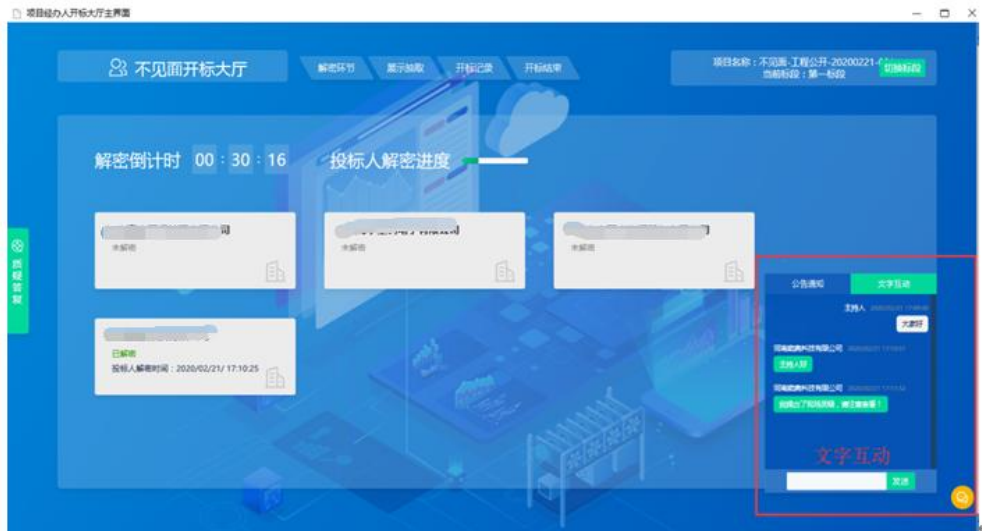 项目经办人开标大厅主界面
不见面开标大厅
解密环节
展示抽取
开标记录
开标结束
项目名称：不见面-工程公开-20200221-
当前标段：第一标段
切换标段
解密倒计时 00 : 30 : 16
投标人解密进度
司
未解密
有限公司
未解密
司
未解密
已解密
投标人解密时间：2020/02/21/ 17:10:25
质疑答复
公告通知
文字互动
主持人
大家好
主持人好
文字互动
发送